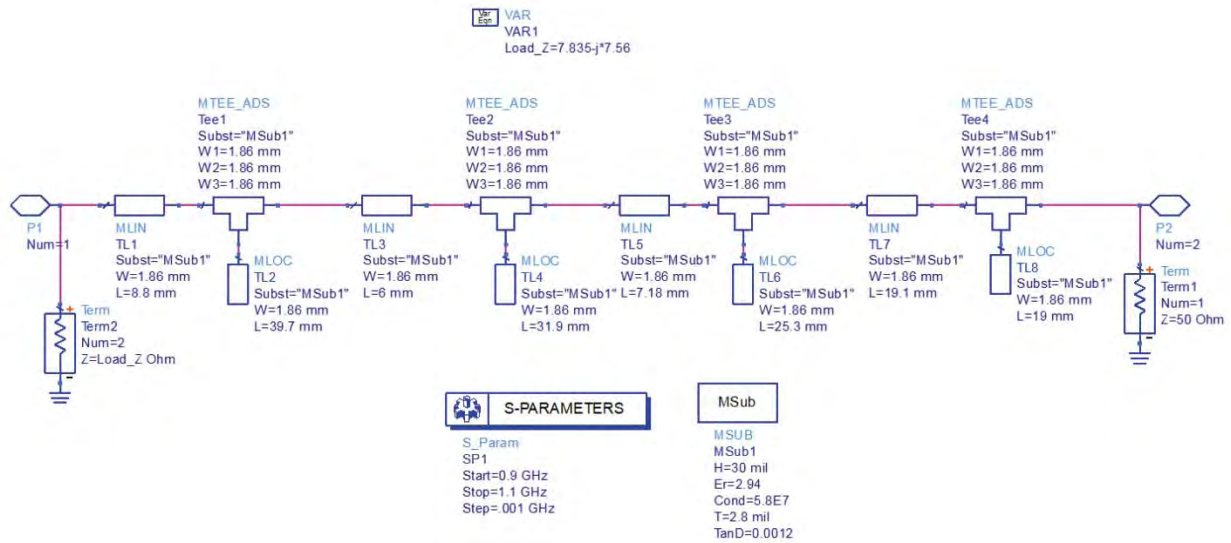 Var
Eqn
VAR
VAR1
Load_Z=7.835-j*7.56
MTEE_ADS
Tee1
Subst="MSub1"
W1=1.86 mm
W2=1.86 mm
W3=1.86 mm
MTEE_ADS
Tee2
Subst="MSub1"
W1=1.86 mm
W2=1.86 mm
W3=1.86 mm
MTEE_ADS
Tee3
Subst="MSub1"
W1=1.86 mm
W2=1.86 mm
W3=1.86 mm
MTEE_ADS
Tee4
Subst="MSub1"
W1=1.86 mm
W2=1.86 mm
W3=1.86 mm
P1
Num=1
MLIN
TL1
Subst="MSub1"
W=1.86 mm
L=8.8 mm
MLOC
TL2
Subst="MSub1"
W=1.86 mm
L=39.7 mm
MLIN
TL3
Subst="MSub1"
W=1.86 mm
L=6 mm
MLOC
TL4
Subst="MSub1"
W=1.86 mm
L=31.9 mm
MLIN
TL5
Subst="MSub1"
W=1.86 mm
L=7.18 mm
MLOC
TL6
Subst="MSub1"
W=1.86 mm
L=25.3 mm
MLIN
TL7
Subst="MSub1"
W=1.86 mm
L=19.1 mm
MLOC
TL8
Subst="MSub1"
W=1.86 mm
L=19 mm
P2
Num=2
+ Term
Term2
Num=2
Z=Load_Z Ohm
-
+ Term
Term1
Num=1
Z=50 Ohm
-
S-PARAMETERS
S_Param
SP1
Start=0.9 GHz
Stop=1.1 GHz
Step=.001 GHz
MSub
MSUB
MSub1
H=30 mil
Er=2.94
Cond=5.8E7
T=2.8 mil
TanD=0.0012